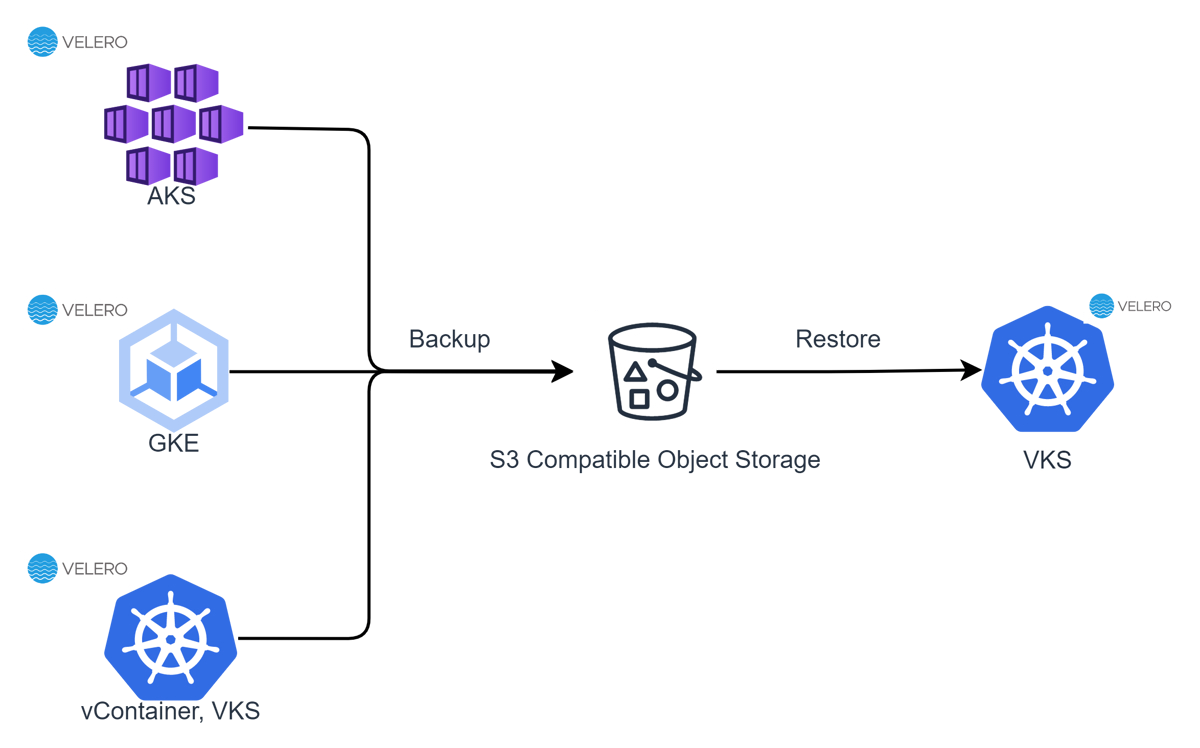 VELERO
AKS
VELERO
GKE
VELERO
vContainer, VKS
Backup
S3 Compatible Object Storage
Restore
VELERO
VKS